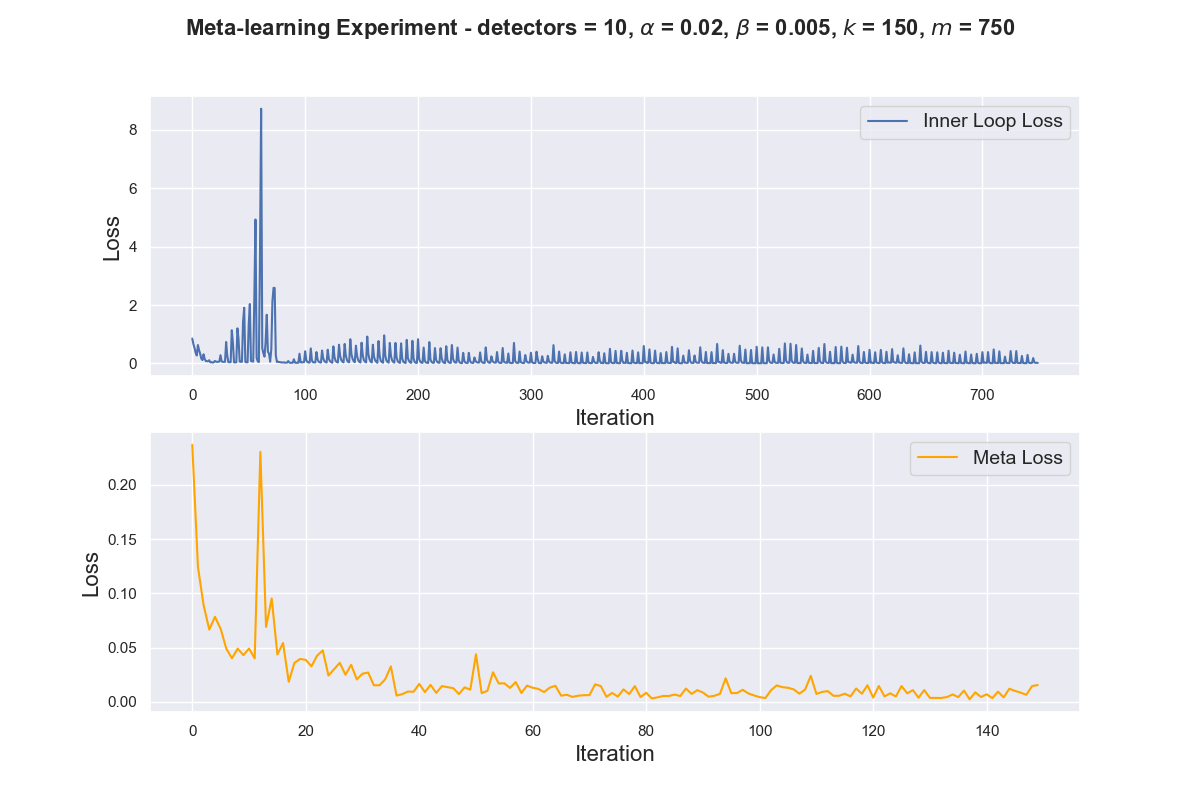 Meta-learning Experiment - detectors = 10, α = 0.02, β = 0.005, k = 150, m = 750
Inner Loop Loss
Loss
8
6
4
2
0
0 100 200 300 400 500 600 700
Iteration
Meta Loss
Loss
0.20
0.15
0.10
0.05
0.00
0 20 40 60 80 100 120 140
Iteration